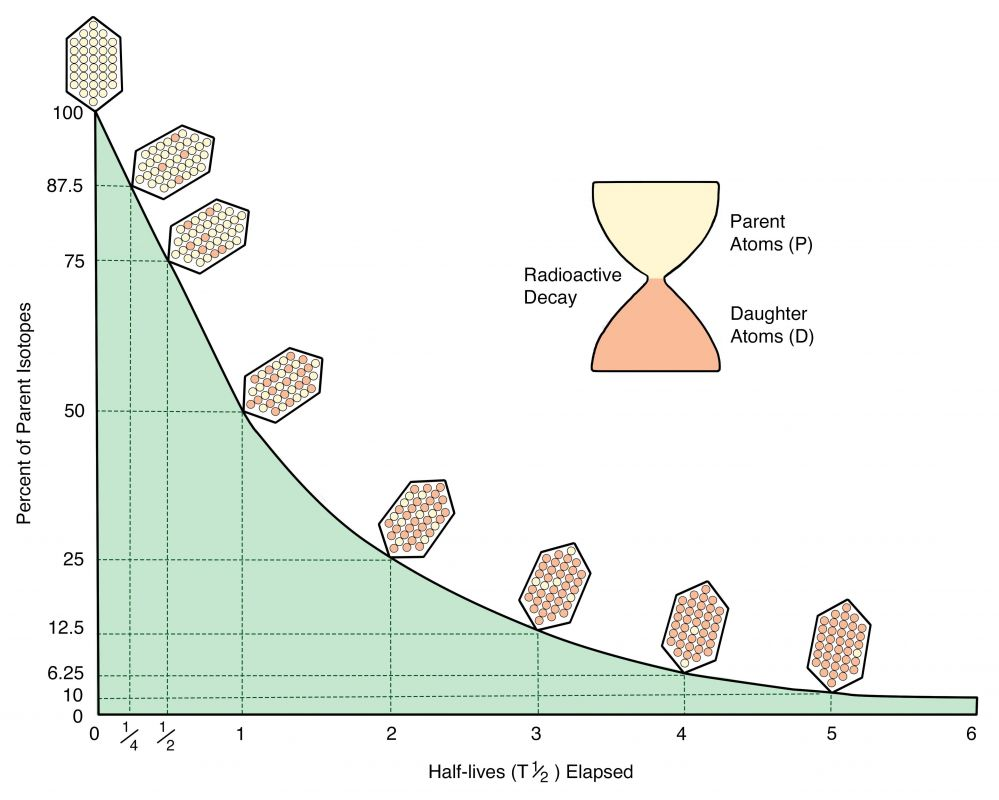 100
87.5
75
50
25
12.5
6.25
10
0
Percent of Parent Isotopes
Parent
Atoms (P)
Radioactive
Decay
Daughter
Atoms (D)
0 1/4 1/2 1 2 3 4 5 6
Half-lives (T 1/2 ) Elapsed